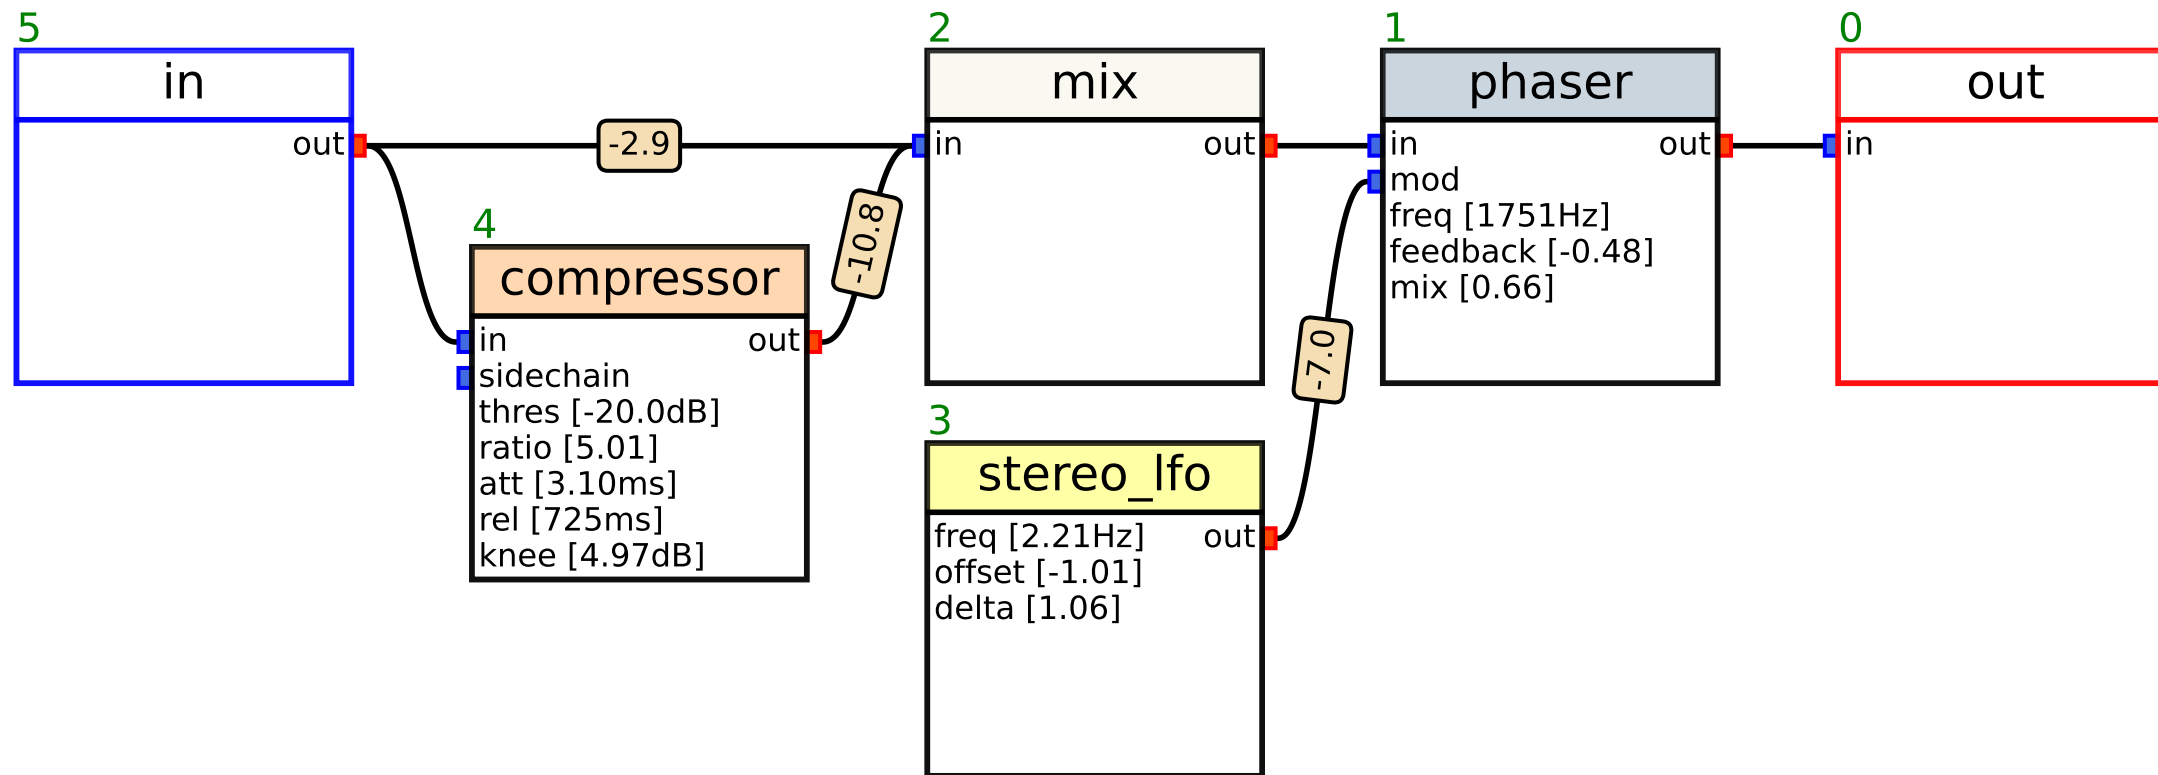 5
in
out
-2.9
4
compressor
in
out
sidechain
thres [-20.0dB]
ratio [5.01]
att [3.10ms]
rel [725ms]
knee [4.97dB]
-10.8
2
mix
in
out
3
stereo_lfo
freq [2.21Hz]
out
offset [-1.01]
delta [1.06]
-7.0
1
phaser
in
out
mod
freq [1751Hz]
feedback [-0.48]
mix [0.66]
0
out
in